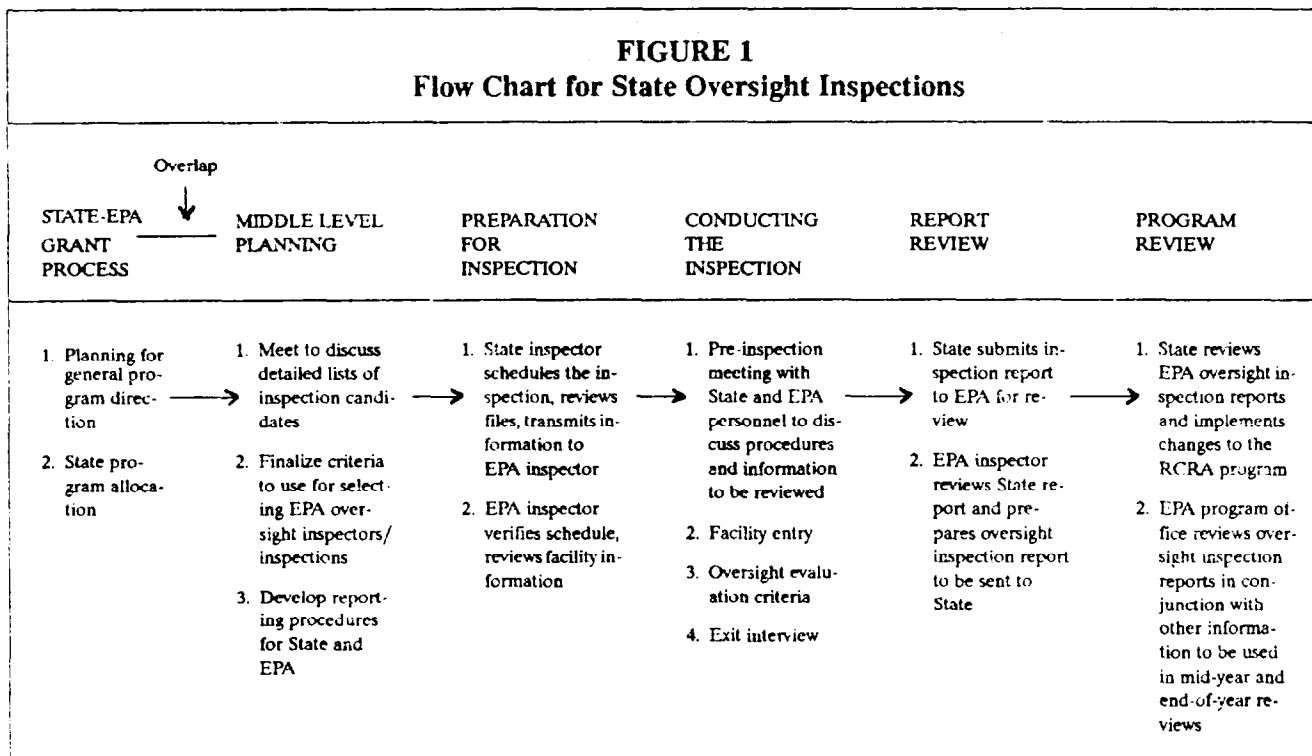 FIGURE 1
Flow Chart for State Oversight Inspections
Overlap
STATE-EPA
GRANT
PROCESS
MIDDLE LEVEL
PLANNING
PREPARATION
FOR
INSPECTION
CONDUCTING
THE
INSPECTION
REPORT
REVIEW
PROGRAM
REVIEW
1. Planning for
general pro-
gram direc-
tion
2. State pro-
gram alloca-
tion
1. Meet to discuss
detailed lists of
inspection candi-
dates
2. Finalize criteria
to use for select-
ing EPA over-
sight inspectors/
inspections
3. Develop report-
ing procedures
for State and
EPA
1. State inspector
schedules the in-
spection, reviews
files, transmits in-
formation to
EPA inspector
2. EPA inspector
verifies schedule,
reviews facility in-
formation
1. Pre-inspection
meeting with
State and EPA
personnel to dis-
cuss procedures
and information
to be reviewed
2. Facility entry
3. Oversight evalu-
ation criteria
4. Exit interview
1. State submits in-
spection report
to EPA for re-
view
2. EPA inspector
reviews State re-
port and pre-
pares oversight
inspection report
to be sent to
State
1. State reviews
EPA oversight in-
spection reports
and implements
changes to the
RCRA program
2. EPA program of-
fice reviews over-
sight inspection
reports in con-
junction with
other informa-
tion to be used
in mid-year and
end-of-year re-
views